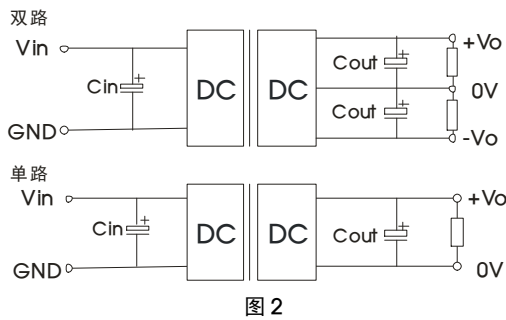 双路
Vin
+Vo
Cin
+
DC
DC
Cout
+
0V
Cout
+
GND
-Vo
单路
Vin
+Vo
Cin
+
DC
DC
Cout
+
GND
0V
图 2